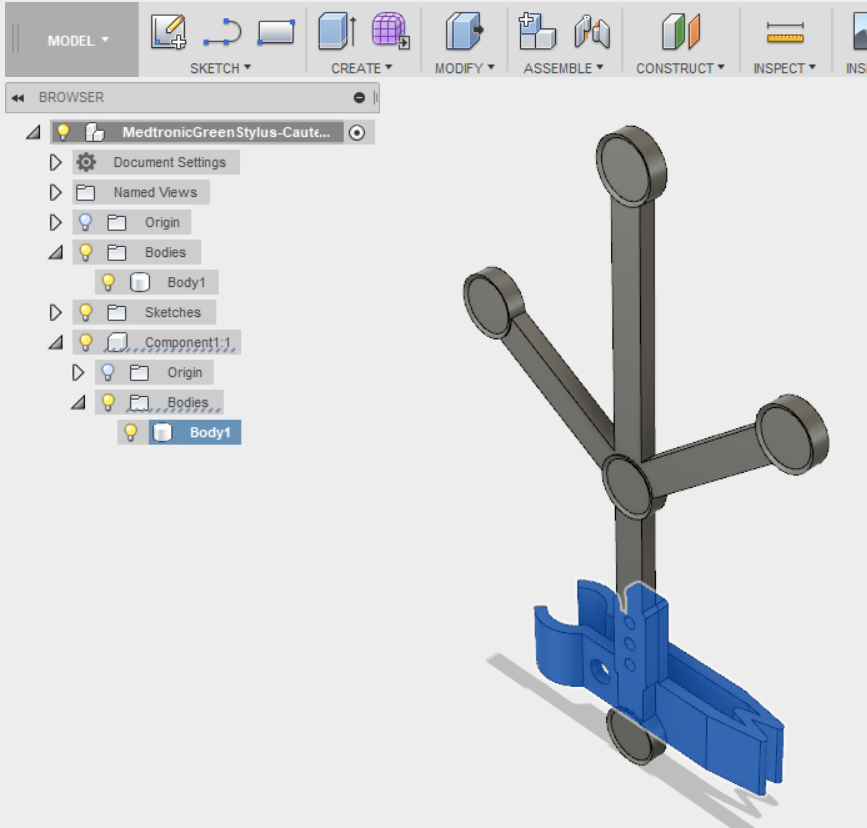 MODEL
SKETCH
CREATE
MODIFY
ASSEMBLE
CONSTRUCT
INSPECT
INS
BROWSER
MedtronicGreenStylus-Caute...
Document Settings
Named Views
Origin
Bodies
Body1
Sketches
Component1:1
Origin
Bodies
Body1